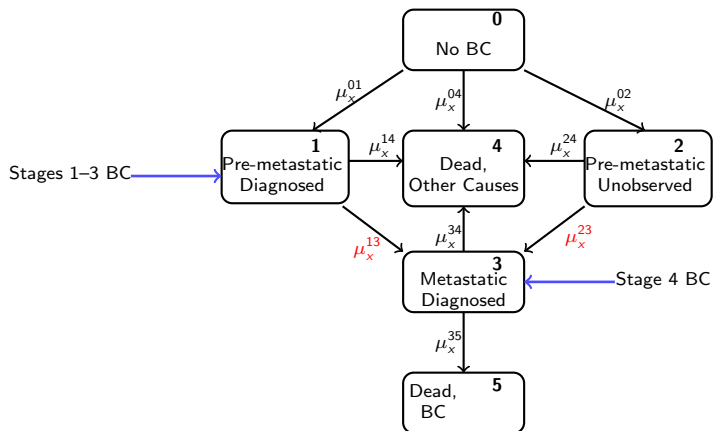 0
No BC
μ_x^{01}
μ_x^{04}
μ_x^{02}
1
Pre-metastatic
Diagnosed
μ_x^{14}
4
Dead,
Other Causes
μ_x^{24}
2
Pre-metastatic
Unobserved
Stages 1–3 BC
μ_x^{13}
μ_x^{34}
μ_x^{23}
3
Metastatic
Diagnosed
Stage 4 BC
μ_x^{35}
5
Dead,
BC